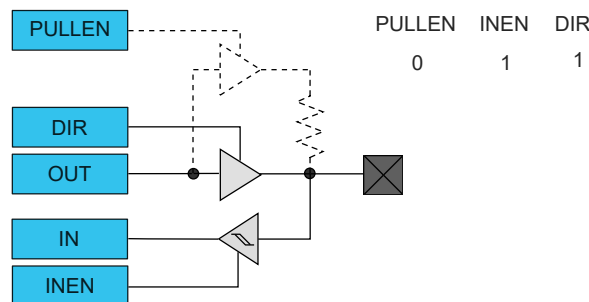 PULLEN
PULLEN INEN DIR
0 1 1
DIR
OUT
IN
INEN